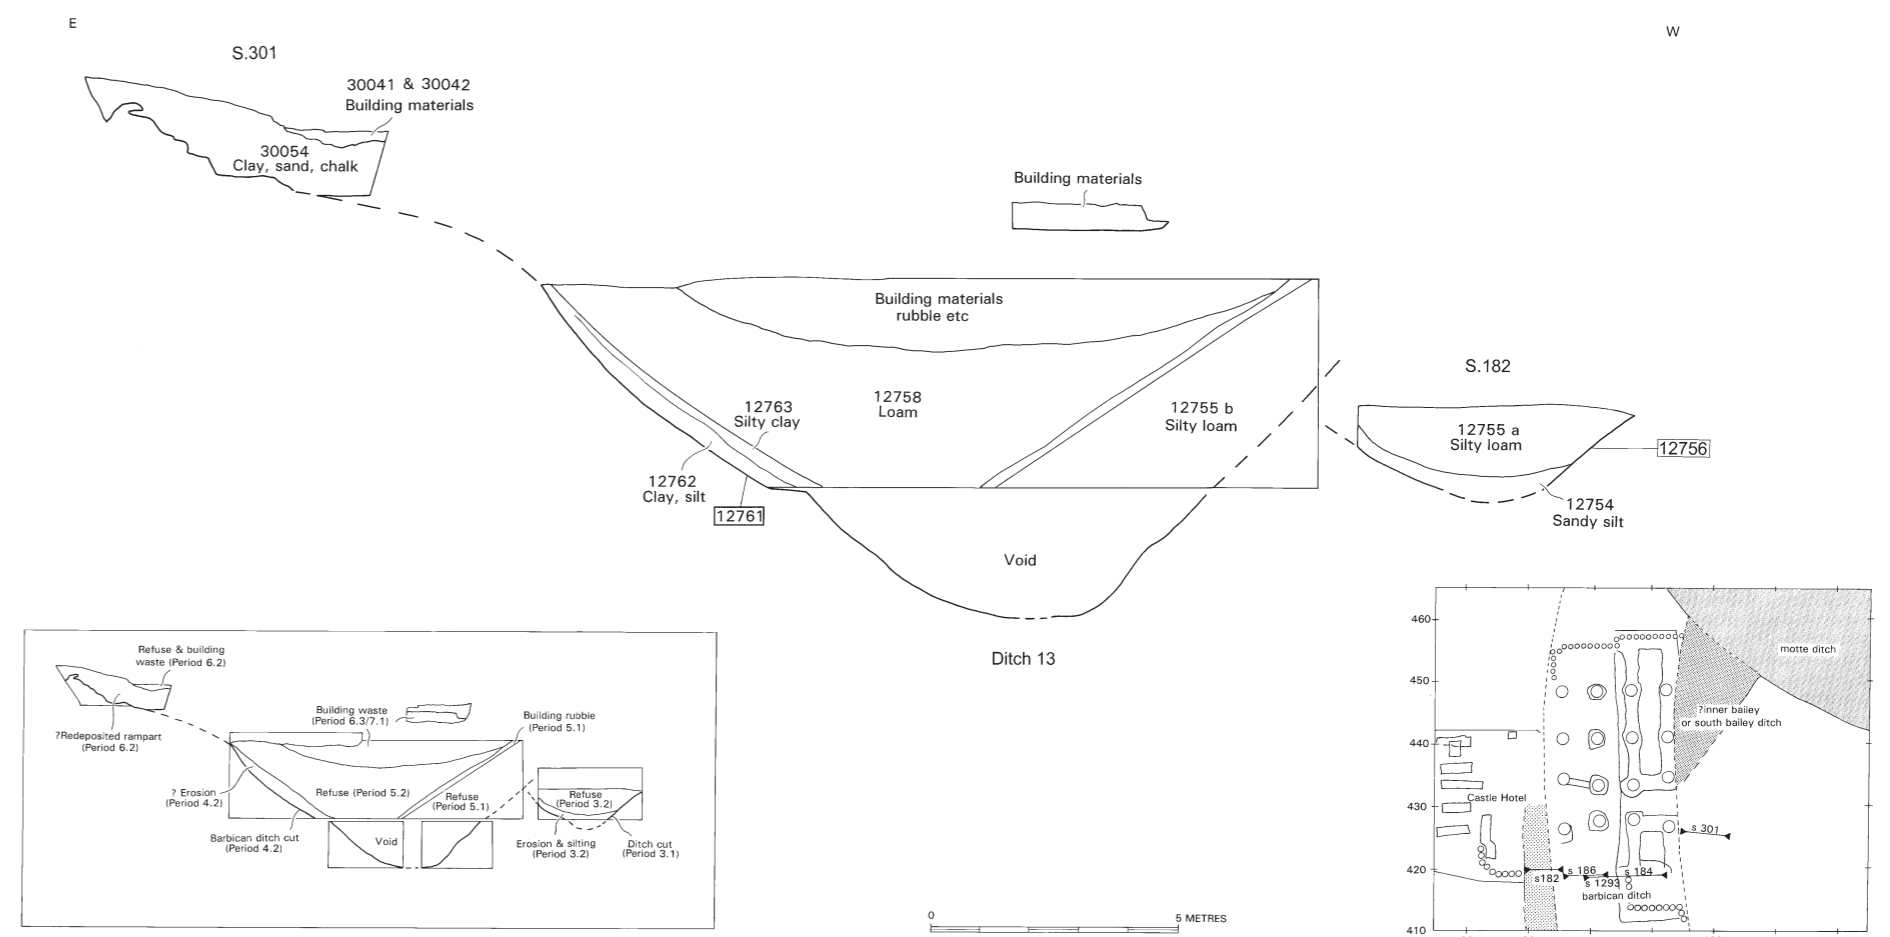 E
W
S.301
30041 & 30042
Building materials
30054
Clay, sand, chalk
Building materials
Building materials
rubble etc
S.182
12758
Loam
12763
Silty clay
12755 b
Silty loam
12755 a
Silty loam
12756
12762
Clay, silt
12761
12754
Sandy silt
Void
Ditch 13
Refuse & building
waste (Period 6.2)
?Redeposited rampart
(Period 6.2)
Building waste
(Period 6.3/7.1)
Building rubble
(Period 5.1)
? Erosion
(Period 4.2)
Refuse (Period 5.2)
Refuse
(Period 5.1)
Refuse
(Period 3.2)
Barbican ditch cut
(Period 4.2)
Void
Erosion & silting
(Period 3.2)
Ditch cut
(Period 3.1)
0
5 METRES
460
450
440
430
420
410
motte ditch
?inner bailey
or south bailey ditch
Castle Hotel
s 301
s182
s 186
s 1293
s 184
barbican ditch